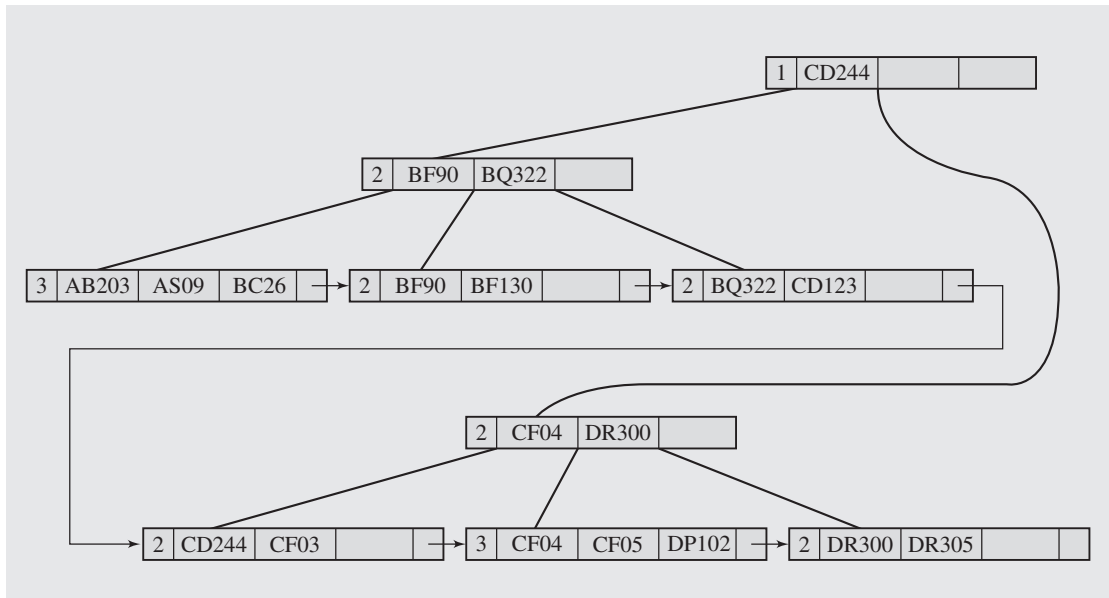 1 CD244
2 BF90 BQ322
3 AB203 AS09 BC26 2 BF90 BF130 2 BQ322 CD123
2 CF04 DR300
2 CD244 CF03 3 CF04 CF05 DP102 2 DR300 DR305